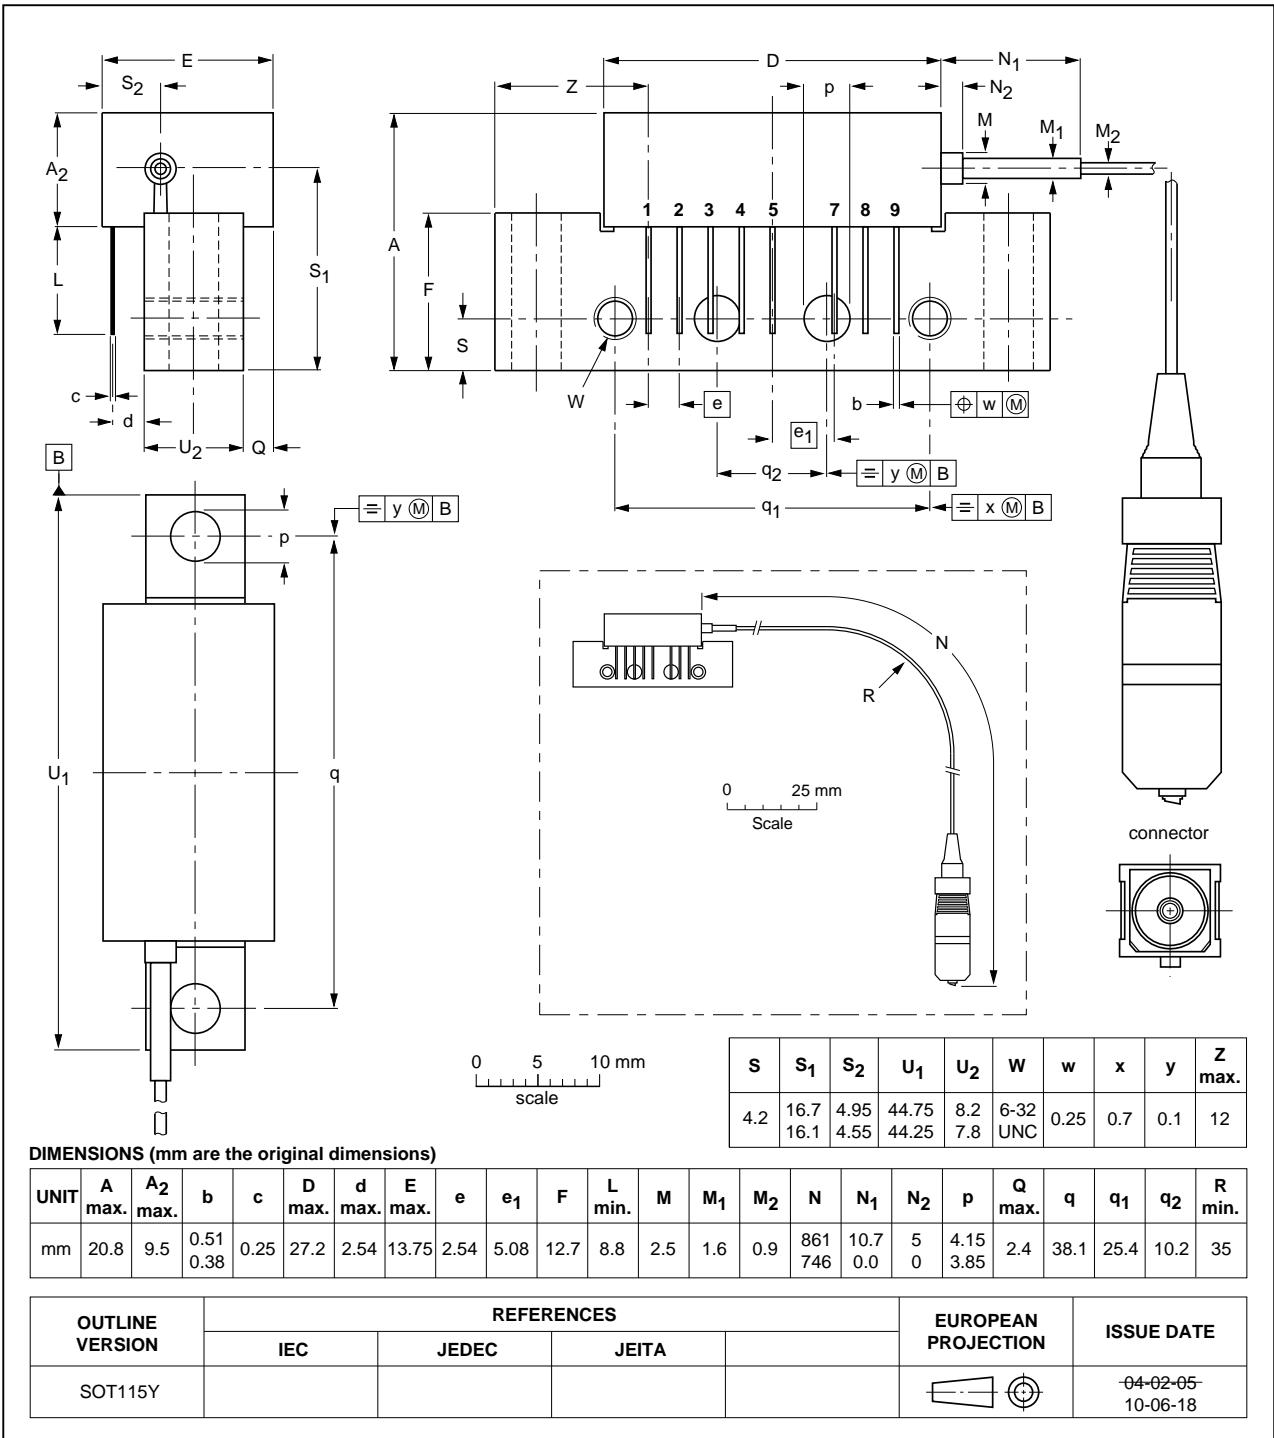 E
S2
A2
L
S1
c
d
U2
Q
D
N1
Z
p
N2
M
M1
M2
A
F
S
1 2 3 4 5 7 8 9
W
e
b
w M
e1
q2
y M B
q1
x M B
B
y M B
p
U1
q
N
R
0 25 mm
Scale
connector
0 5 10 mm
scale
S S1 S2 U1 U2 W w x y Z max.
4.2 16.7 4.95 44.75 8.2 6-32 0.25 0.7 0.1 12
16.1 4.55 44.25 7.8 UNC
DIMENSIONS (mm are the original dimensions)
UNIT A max. A2 max. b c D max. d max. E max. e e1 F L min. M M1 M2 N N1 N2 p Q max. q q1 q2 R min.
mm 20.8 9.5 0.51 0.25 27.2 2.54 13.75 2.54 5.08 12.7 8.8 2.5 1.6 0.9 861 10.7 5 4.15 2.4 38.1 25.4 10.2 35
0.38 746 0.0 0 3.85
OUTLINE VERSION REFERENCES EUROPEAN PROJECTION ISSUE DATE
IEC JEDEC JEITA
SOT115Y 04-02-05
10-06-18